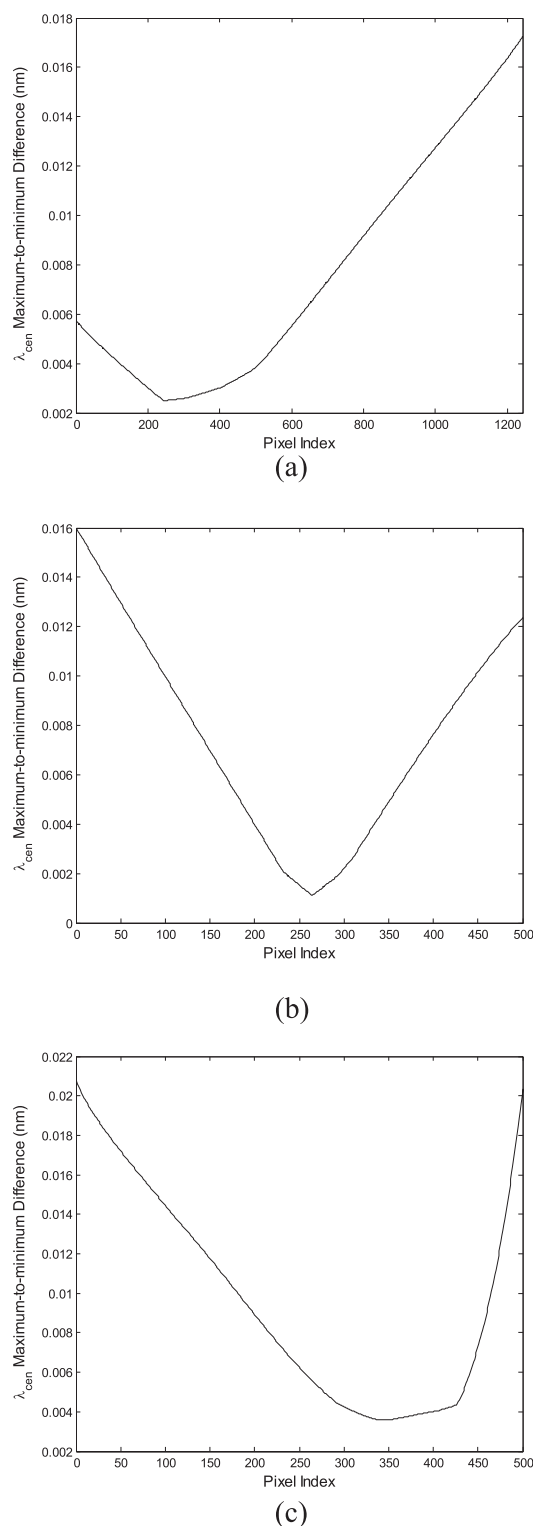 0.018
0.016
0.014
0.012
0.01
0.008
0.006
0.004
0.002
λcen Maximum-to-minimum Difference (nm)
0 200 400 600 800 1000 1200
Pixel Index
(a)
0.016
0.014
0.012
0.01
0.008
0.006
0.004
0.002
0
λcen Maximum-to-minimum Difference (nm)
0 50 100 150 200 250 300 350 400 450 500
Pixel Index
(b)
0.022
0.02
0.018
0.016
0.014
0.012
0.01
0.008
0.006
0.004
0.002
λcen Maximum-to-minimum Difference (nm)
0 50 100 150 200 250 300 350 400 450 500
Pixel Index
(c)